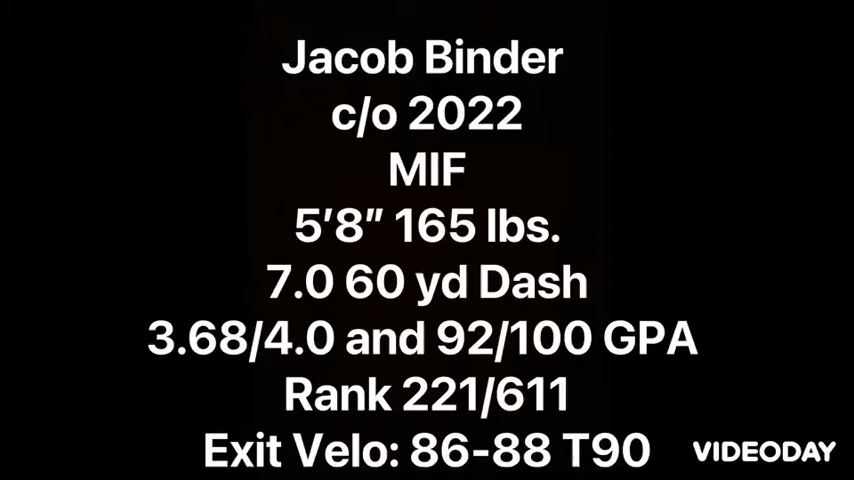 Jacob Binder
c/o 2022
MIF
5’8” 165 lbs.
7.0 60 yd Dash
3.68/4.0 and 92/100 GPA
Rank 221/611
Exit Velo: 86-88 T90
VIDEODAY